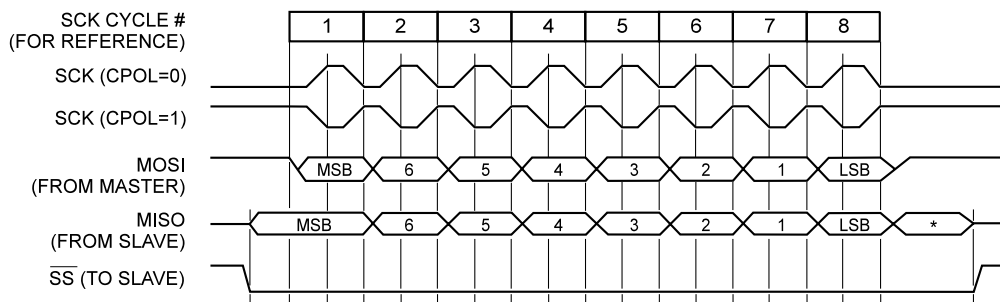 SCK CYCLE #
(FOR REFERENCE)
1 2 3 4 5 6 7 8
SCK (CPOL=0)
SCK (CPOL=1)
MOSI
(FROM MASTER)
MSB 6 5 4 3 2 1 LSB
MISO
(FROM SLAVE)
MSB 6 5 4 3 2 1 LSB *
SS (TO SLAVE)